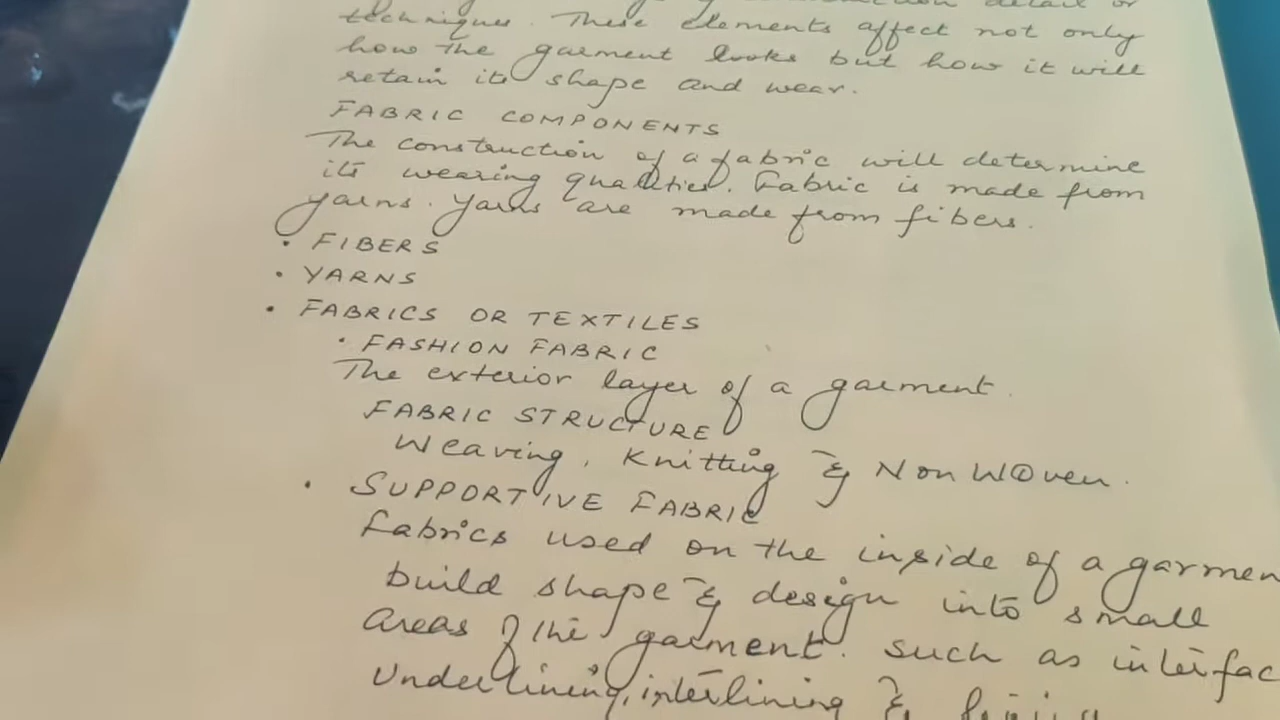 detail or
technique. These elements affect not only
how the garment looks but how it will
retain its shape and wear.
FABRIC COMPONENTS
The construction of a fabric will determine
its wearing qualities. Fabric is made from
yarns. Yarns are made from fibers.
• FIBERS
• YARNS
• FABRICS OR TEXTILES
• FASHION FABRIC
The exterior layer of a garment.
FABRIC STRUCTURE
Weaving, Knitting & Non Woven.
• SUPPORTIVE FABRIC
Fabrics used on the inside of a garmen
build shape & design into small
areas of the garment. such as interfac
Underlining, interlining &